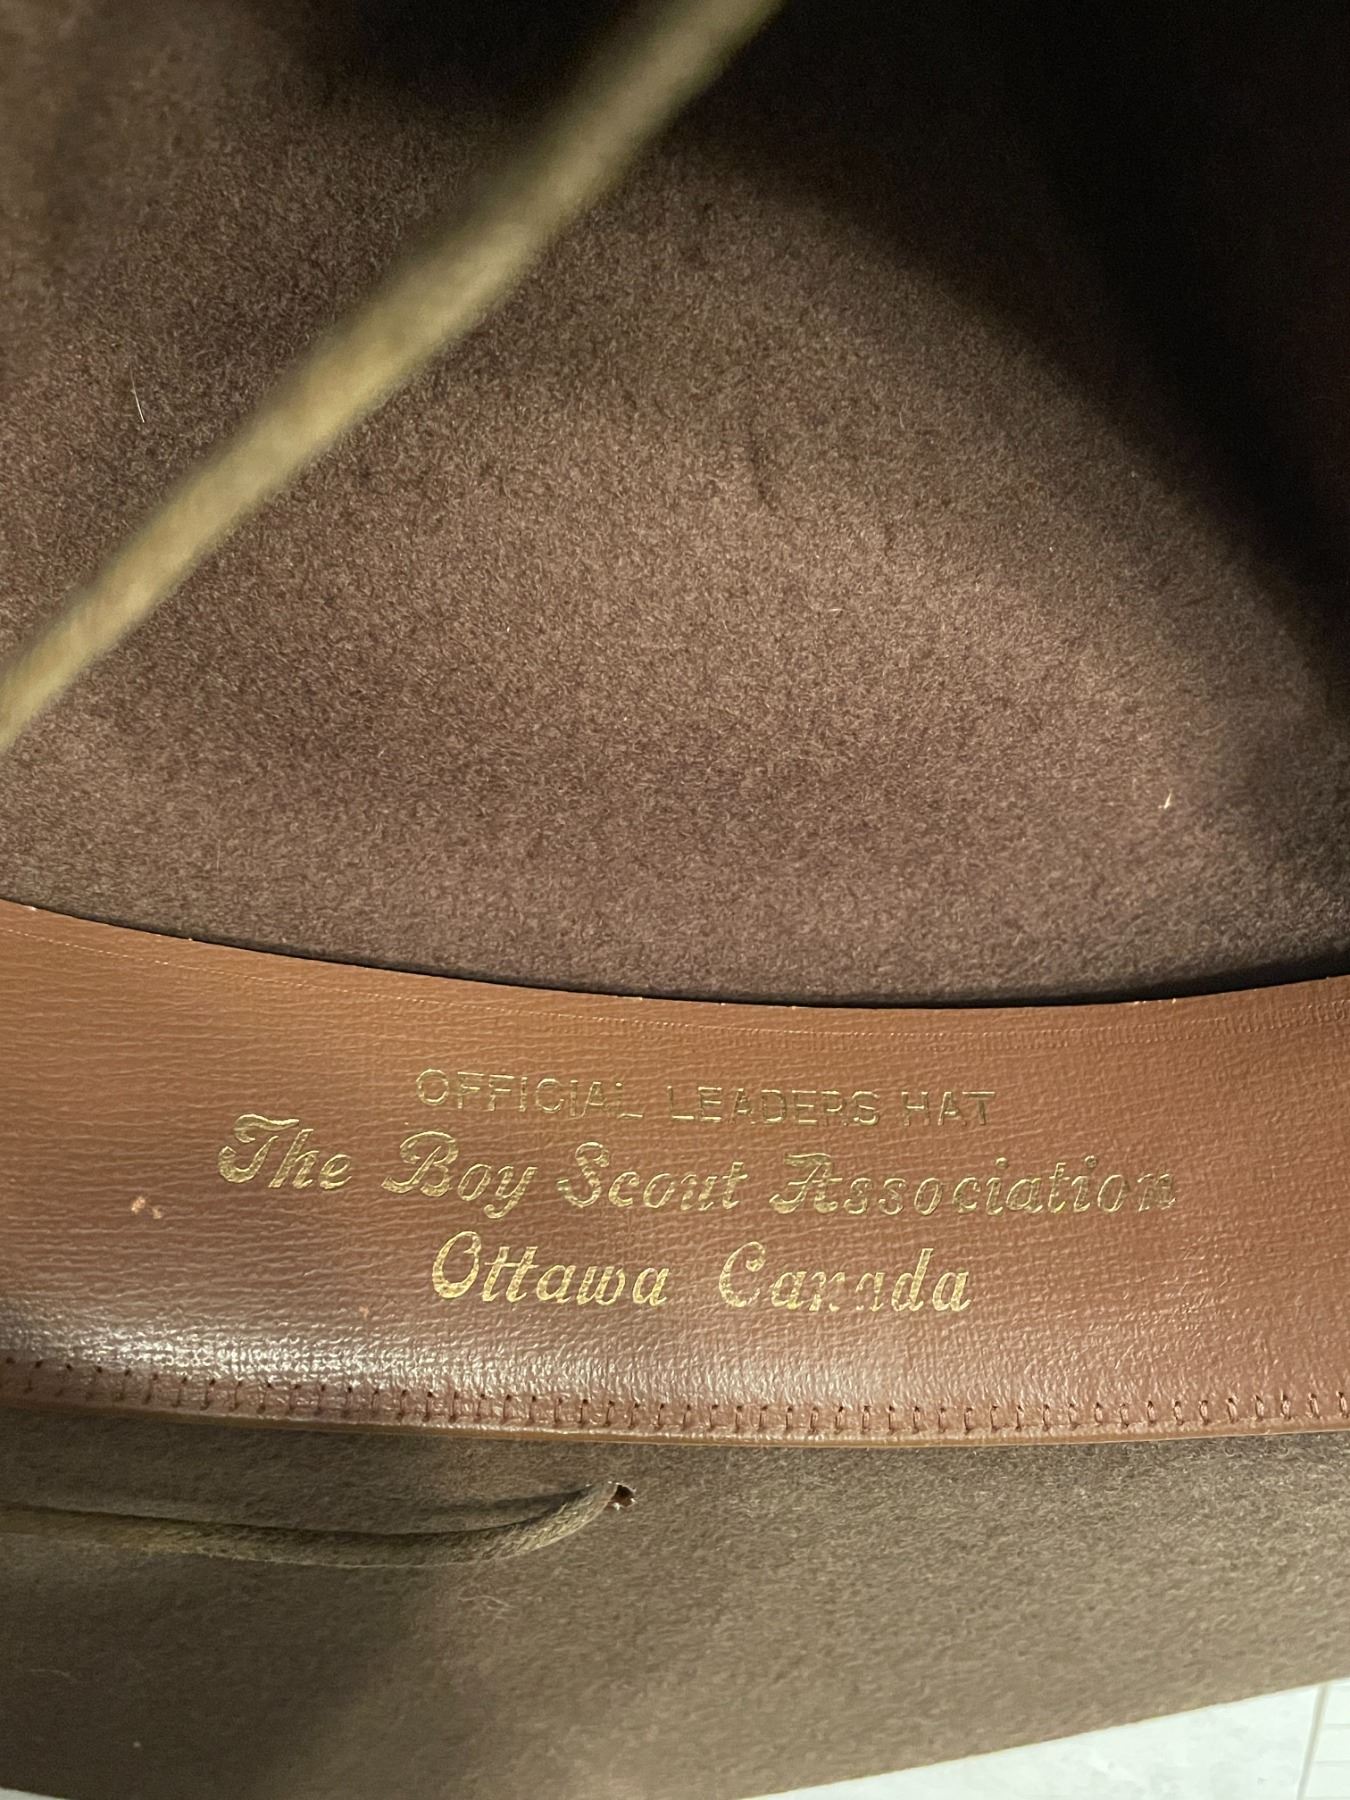 OFFICIAL LEADERS HAT
The Boy Scout Association
Ottawa Canada